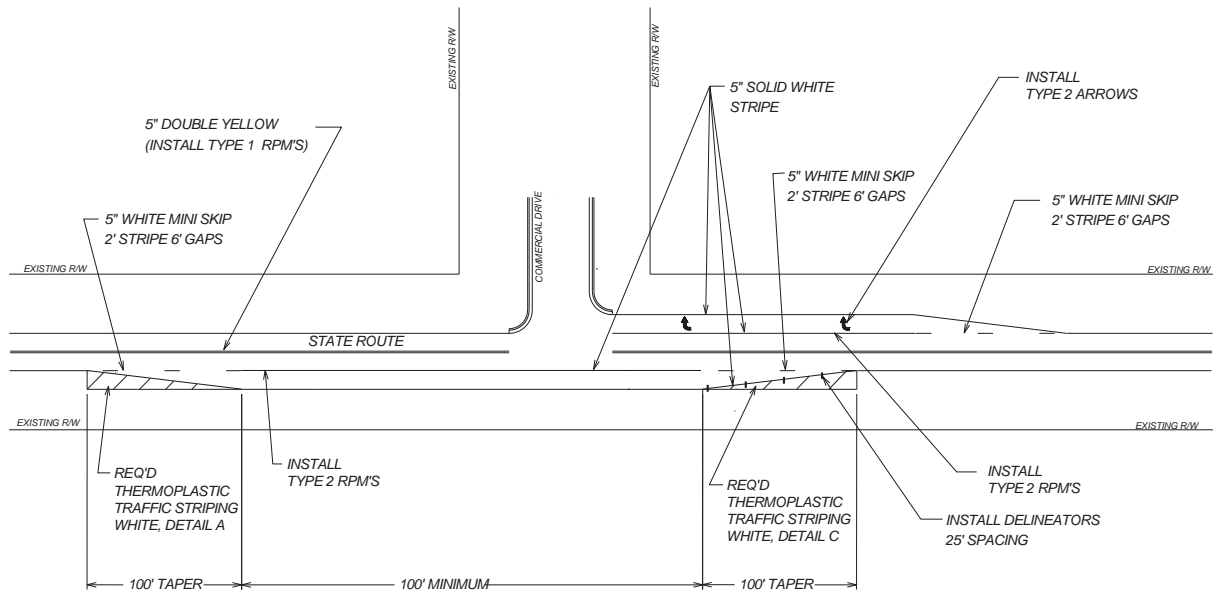 EXISTING R/W
EXISTING R/W
5" SOLID WHITE
STRIPE
INSTALL
TYPE 2 ARROWS
5" DOUBLE YELLOW
(INSTALL TYPE 1 RPM'S)
5" WHITE MINI SKIP
2' STRIPE 6' GAPS
5" WHITE MINI SKIP
2' STRIPE 6' GAPS
5" WHITE MINI SKIP
2' STRIPE 6' GAPS
COMMERCIAL DRIVE
EXISTING R/W
EXISTING R/W
STATE ROUTE
EXISTING R/W
EXISTING R/W
INSTALL
TYPE 2 RPM'S
REQ'D
THERMOPLASTIC
TRAFFIC STRIPING
WHITE, DETAIL A
REQ'D
THERMOPLASTIC
TRAFFIC STRIPING
WHITE, DETAIL C
INSTALL
TYPE 2 RPM'S
INSTALL DELINEATORS
25' SPACING
100' TAPER
100' MINIMUM
100' TAPER